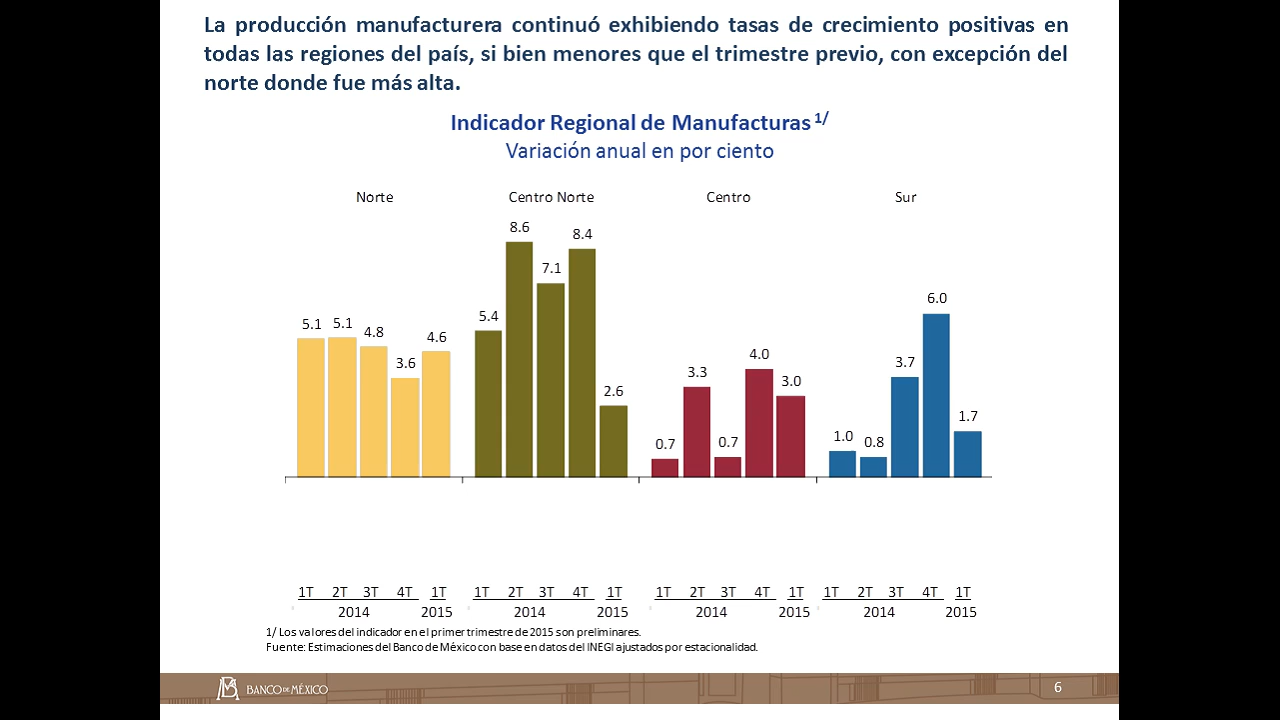 La producción manufacturera continuó exhibiendo tasas de crecimiento positivas en
todas las regiones del país, si bien menores que el trimestre previo, con excepción del
norte donde fue más alta.
Indicador Regional de Manufacturas 1/
Variación anual en por ciento
Norte Centro Norte Centro Sur
5.1 5.1 4.8 3.6 4.6
5.4 8.6 7.1 8.4 2.6
0.7 3.3 0.7 4.0 3.0
1.0 0.8 3.7 6.0 1.7
1T 2T 3T 4T 1T 1T 2T 3T 4T 1T 1T 2T 3T 4T 1T 1T 2T 3T 4T 1T
2014 2015 2014 2015 2014 2015 2014 2015
1/ Los valores del indicador en el primer trimestre de 2015 son preliminares.
Fuente: Estimaciones del Banco de México con base en datos del INEGI ajustados por estacionalidad.
BANCO DE MÉXICO
6